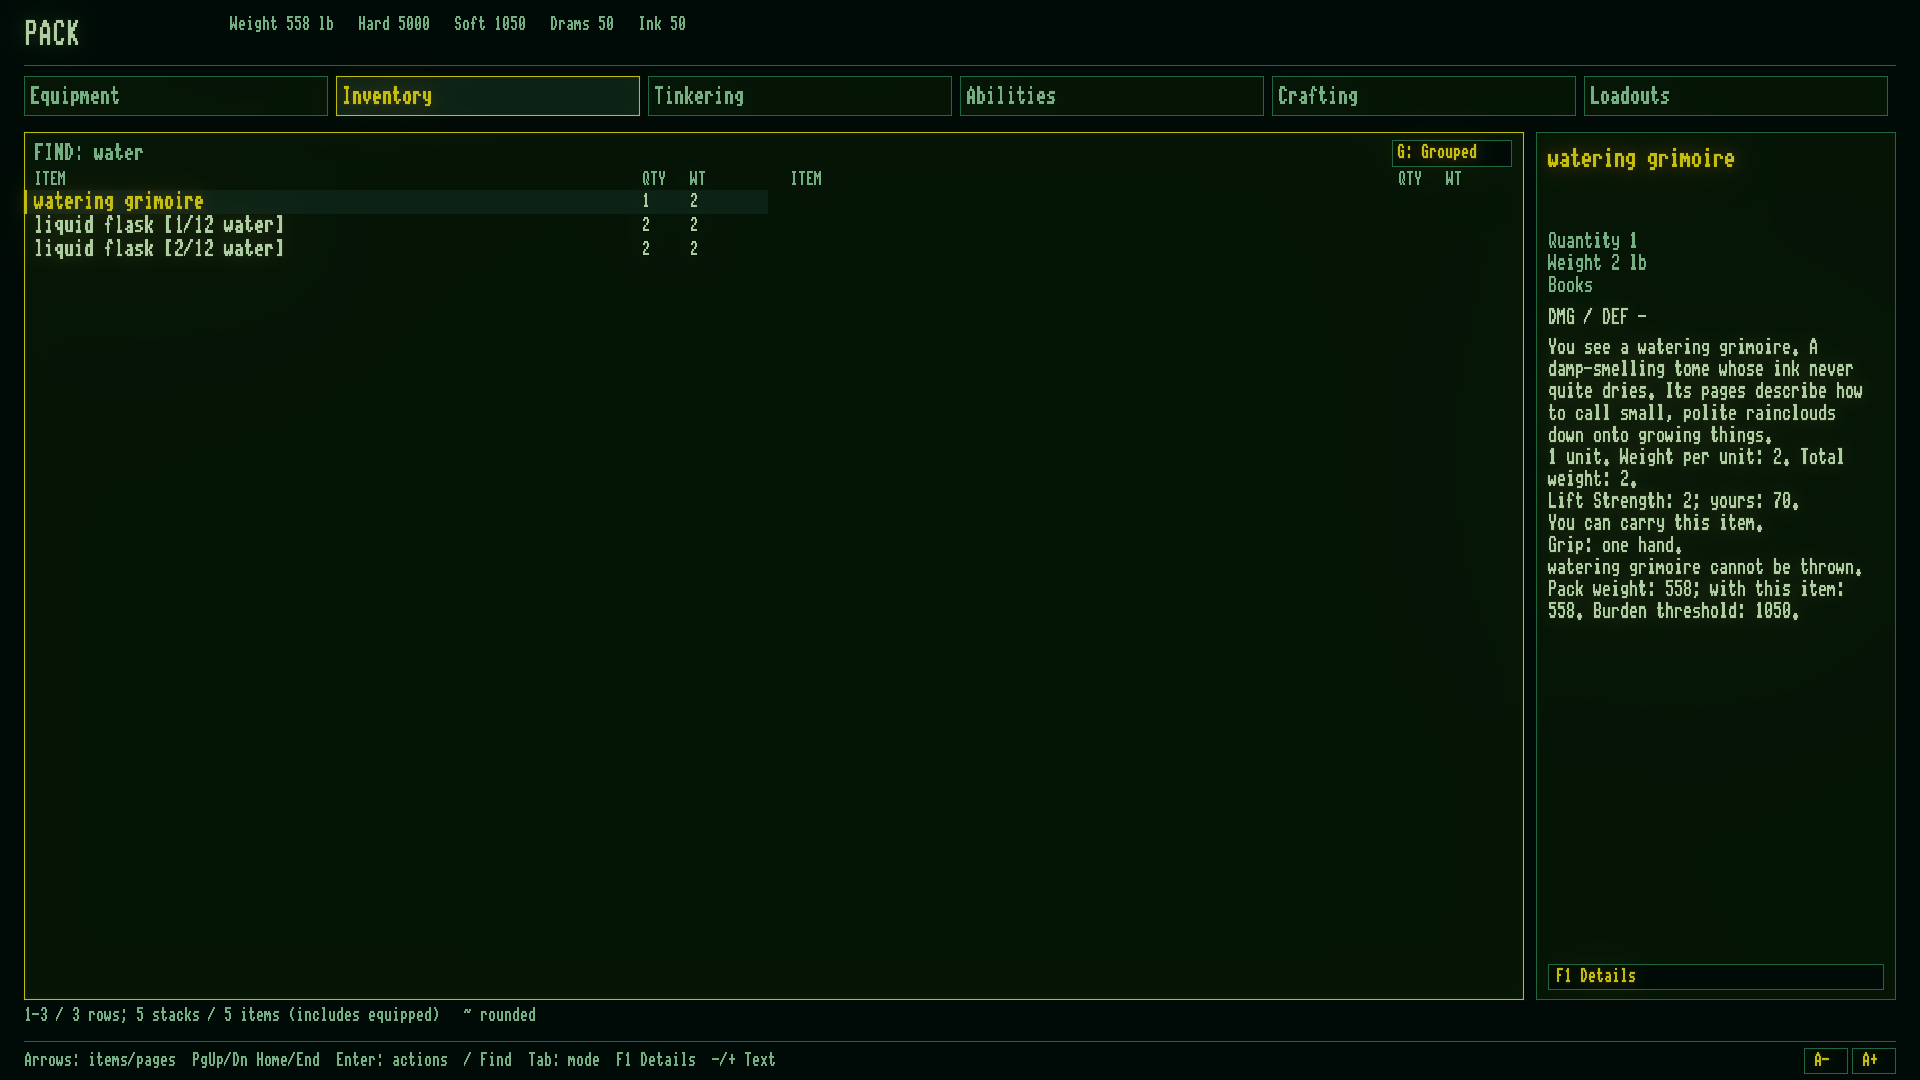 PACK
Weight 558 lb   Hard 5000   Soft 1050   Drams 50   Ink 50
Equipment   Inventory   Tinkering   Abilities   Crafting   Loadouts
FIND: water
G: Grouped
ITEM   QTY   WT   ITEM   QTY   WT
watering grimoire   1   2
liquid flask [1/12 water]   2   2
liquid flask [2/12 water]   2   2
watering grimoire
Quantity 1
Weight 2 lb
Books
DMG / DEF -
You see a watering grimoire. A
damp-smelling tome whose ink never
quite dries. Its pages describe how
to call small, polite rainclouds
down onto growing things.
1 unit. Weight per unit: 2. Total
weight: 2.
Lift Strength: 2; yours: 70.
You can carry this item.
Grip: one hand.
watering grimoire cannot be thrown.
Pack weight: 558; with this item:
558. Burden threshold: 1050.
F1 Details
1-3 / 3 rows; 5 stacks / 5 items (includes equipped)   ~ rounded
Arrows: items/pages  PgUp/Dn Home/End  Enter: actions  / Find  Tab: mode  F1 Details  -/+ Text
A-   A+